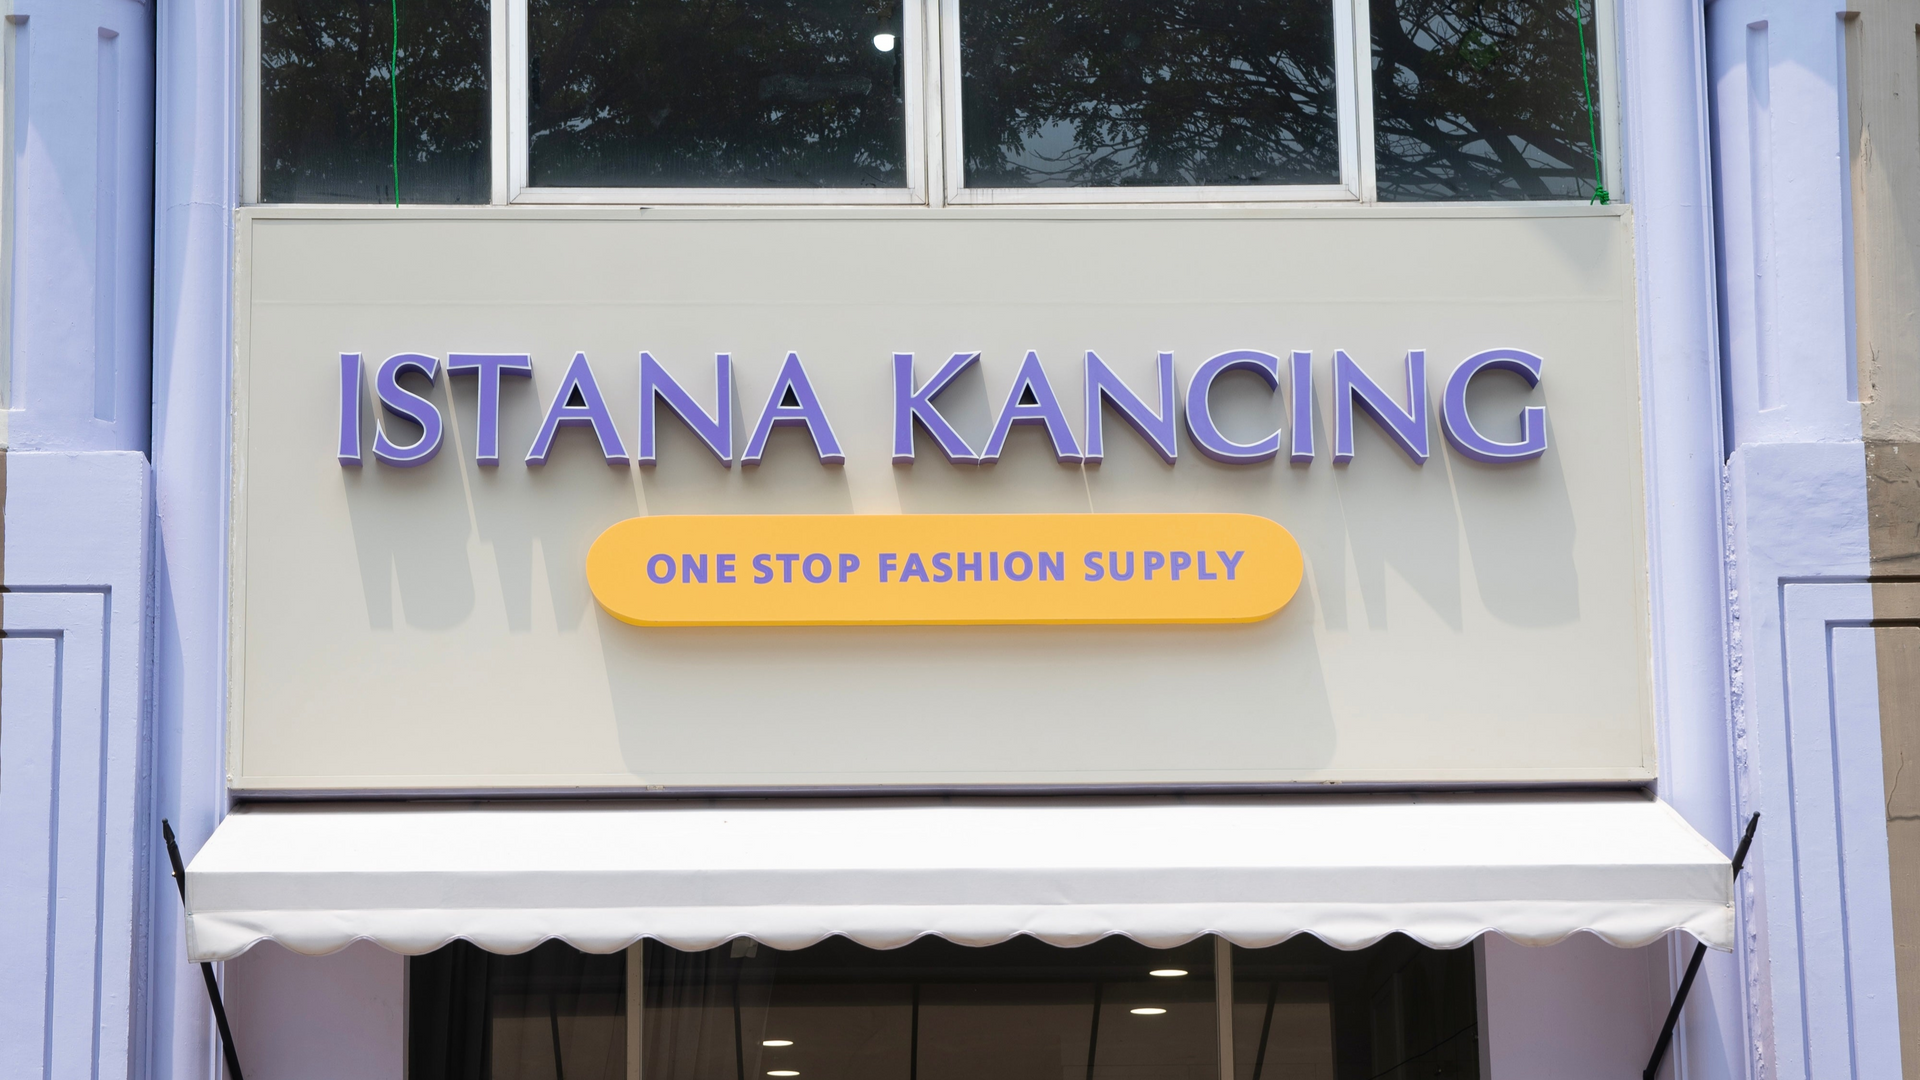 ISTANA KANCING
ONE STOP FASHION SUPPLY